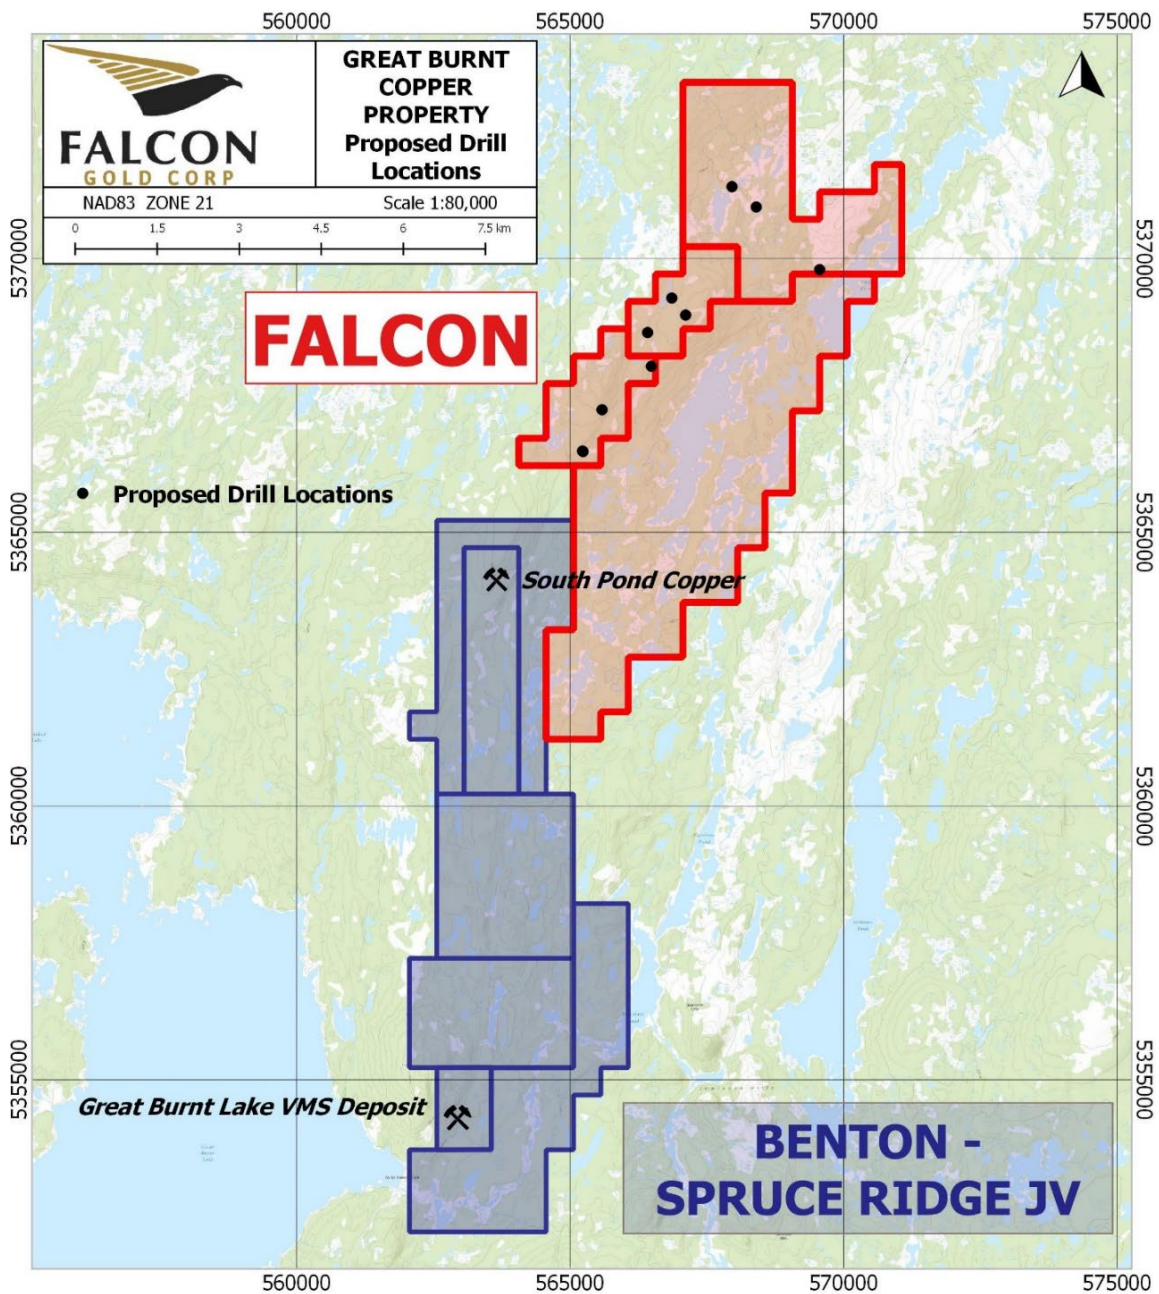 560000
565000
570000
575000
FALCON
GOLD CORP
GREAT BURNT
COPPER
PROPERTY
Proposed Drill
Locations
NAD83 ZONE 21
Scale 1:80,000
0 1.5 3 4.5 6 7.5 km
5370000
5370000
FALCON
Proposed Drill Locations
5365000
5365000
South Pond Copper
5360000
5360000
5355000
5355000
Great Burnt Lake VMS Deposit
BENTON -
SPRUCE RIDGE JV
560000
565000
570000
575000